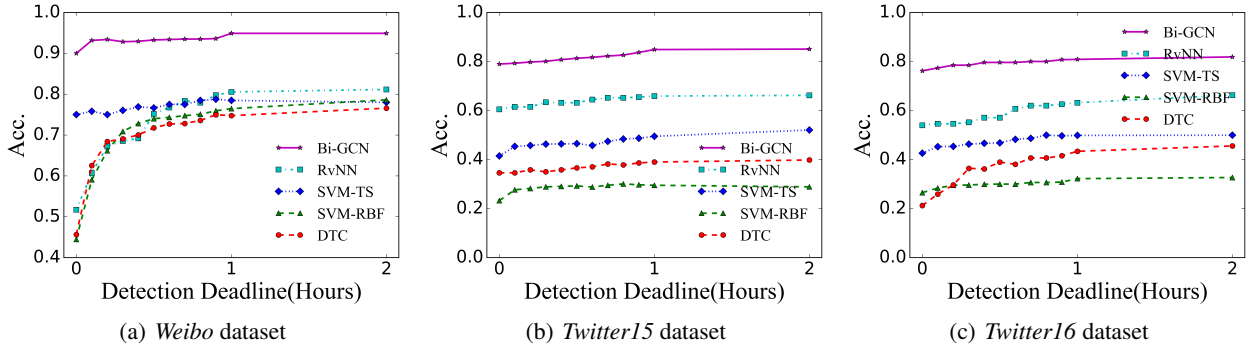 1.0
0.9
0.8
0.7
0.6
0.5
0.4
Acc.
0
1
2
Detection Deadline(Hours)
Bi-GCN
RvNN
SVM-TS
SVM-RBF
DTC
(a) Weibo dataset
1.0
0.8
0.6
0.4
0.2
0.0
Acc.
0
1
2
Detection Deadline(Hours)
Bi-GCN
RvNN
SVM-TS
SVM-RBF
DTC
(b) Twitter15 dataset
1.0
0.8
0.6
0.4
0.2
0.0
Acc.
0
1
2
Detection Deadline(Hours)
Bi-GCN
RvNN
SVM-TS
SVM-RBF
DTC
(c) Twitter16 dataset